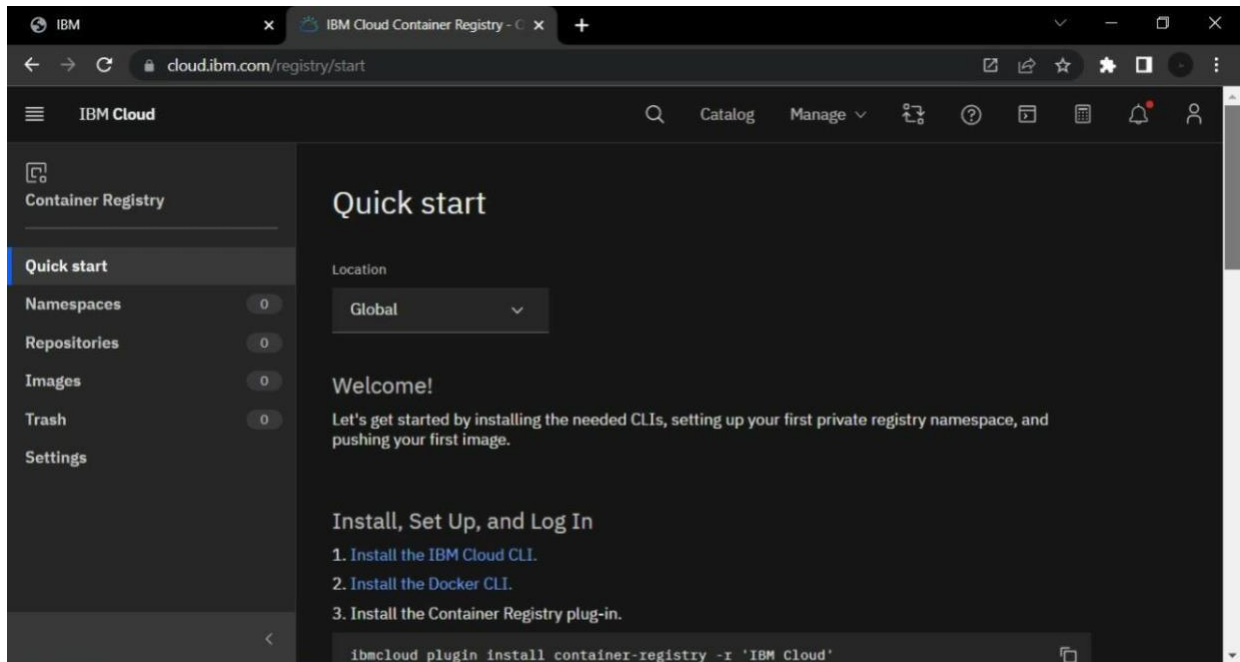 IBM
IBM Cloud Container Registry - C
cloud.ibm.com/registry/start
IBM Cloud
Catalog
Manage
Container Registry
Quick start
Namespaces 0
Repositories 0
Images 0
Trash 0
Settings
Quick start
Location
Global
Welcome!
Let's get started by installing the needed CLIs, setting up your first private registry namespace, and
pushing your first image.
Install, Set Up, and Log In
1. Install the IBM Cloud CLI.
2. Install the Docker CLI.
3. Install the Container Registry plug-in.
ibmcloud plugin install container-registry -r 'IBM Cloud'